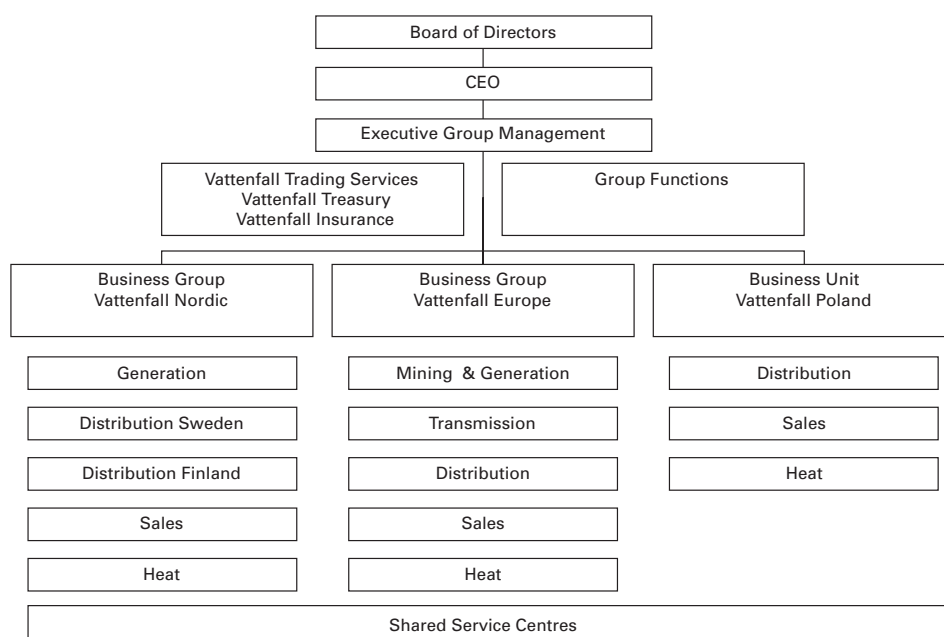 Board of Directors
CEO
Executive Group Management
Vattenfall Trading Services
Vattenfall Treasury
Vattenfall Insurance
Group Functions
Business Group
Vattenfall Nordic
Business Group
Vattenfall Europe
Business Unit
Vattenfall Poland
Generation
Mining & Generation
Distribution
Distribution Sweden
Transmission
Sales
Distribution Finland
Distribution
Heat
Sales
Sales
Heat
Heat
Shared Service Centres